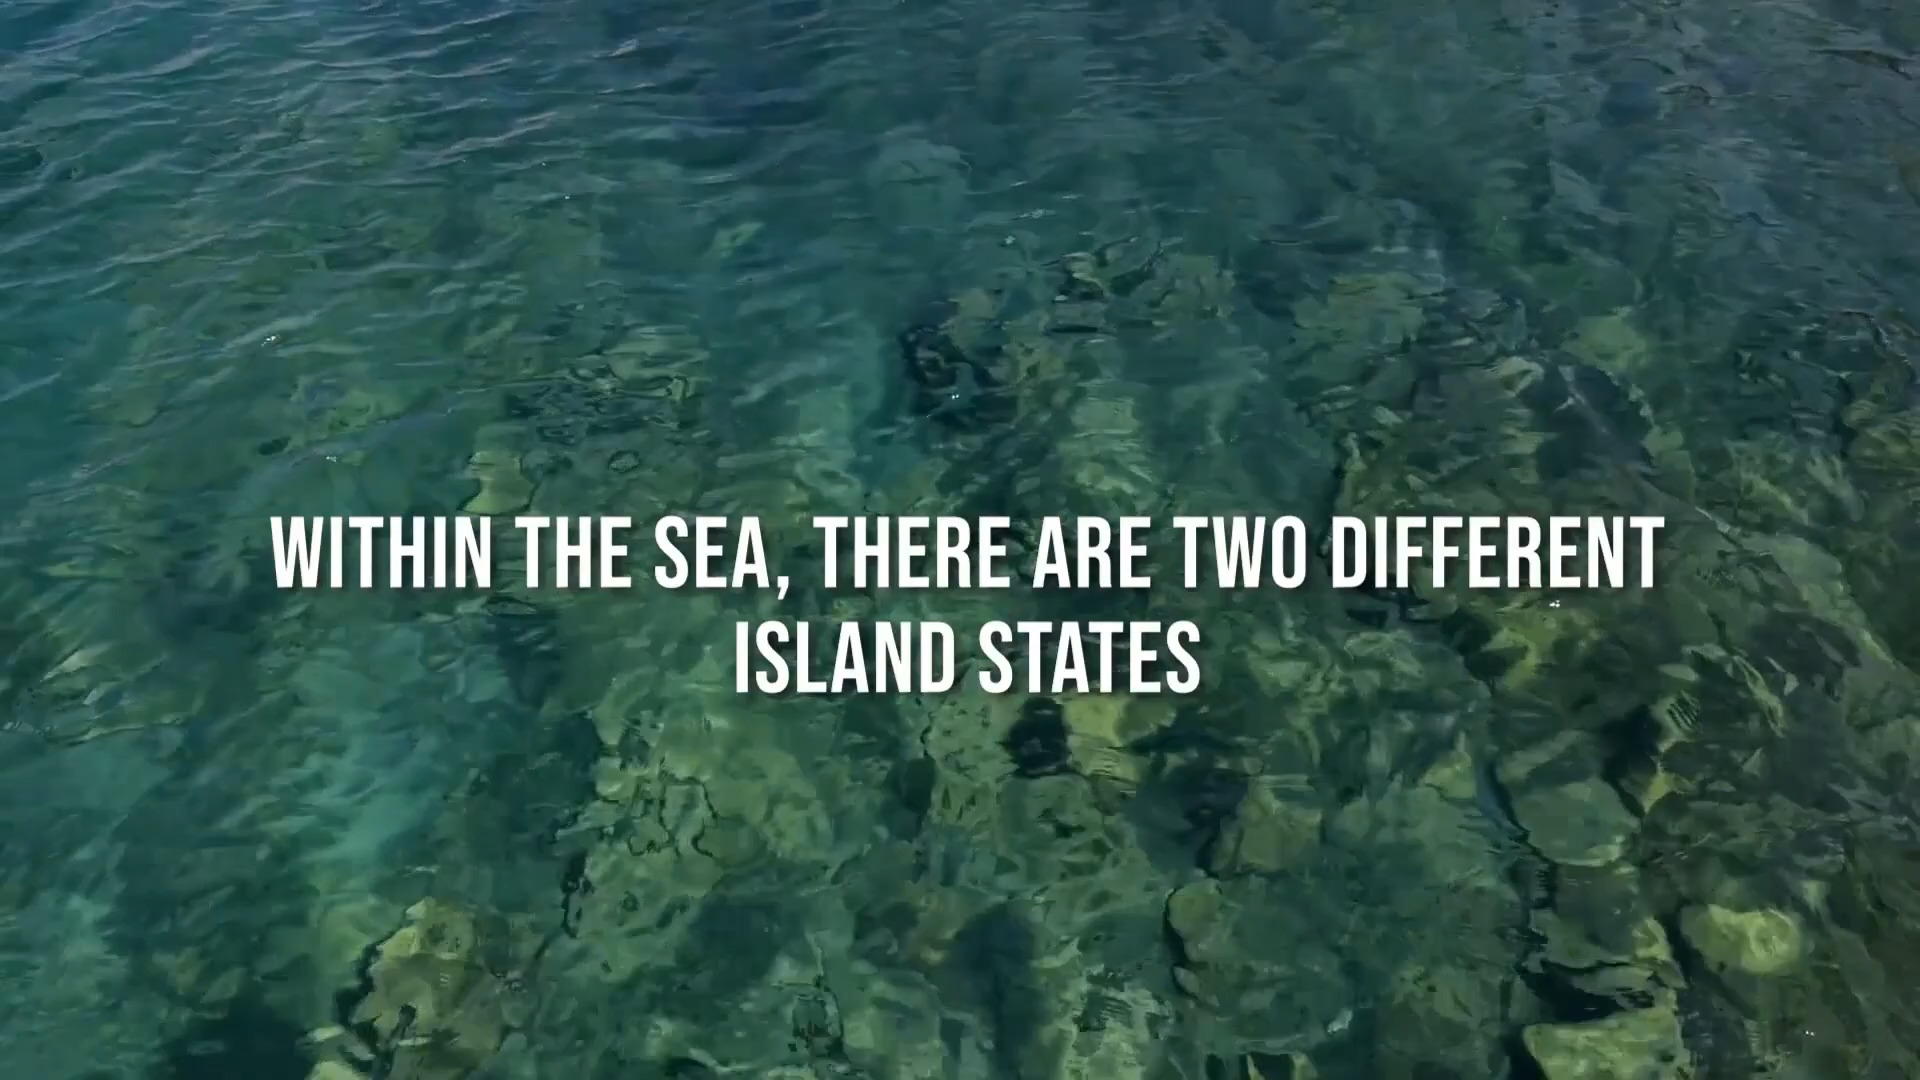 WITHIN THE SEA, THERE ARE TWO DIFFERENT
ISLAND STATES